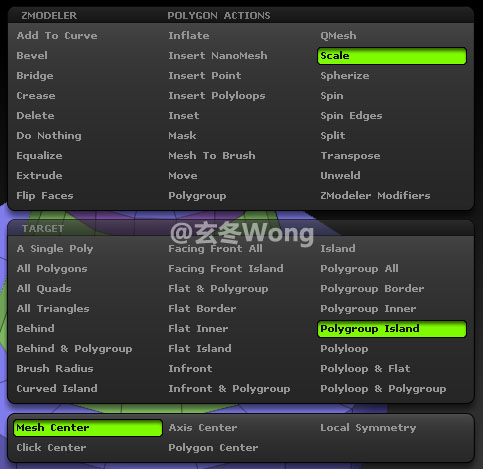 ZMODELER POLYGON ACTIONS
Add To Curve Inflate QMesh
Bevel Insert NanoMesh Scale
Bridge Insert Point Spherize
Crease Insert Polyloops Spin
Delete Inset Spin Edges
Do Nothing Mask Split
Equalize Mesh To Brush Transpose
Extrude Move Unweld
Flip Faces Polygroup ZModeler Modifiers
TARGET
@玄冬Wong
A Single Poly Facing Front All Island
All Polygons Facing Front Island Polygroup All
All Quads Flat & Polygroup Polygroup Border
All Triangles Flat Border Polygroup Inner
Behind Flat Inner Polygroup Island
Behind & Polygroup Flat Island Polyloop
Brush Radius Infront Polyloop & Flat
Curved Island Infront & Polygroup Polyloop & Polygroup
Mesh Center Axis Center Local Symmetry
Click Center Polygon Center